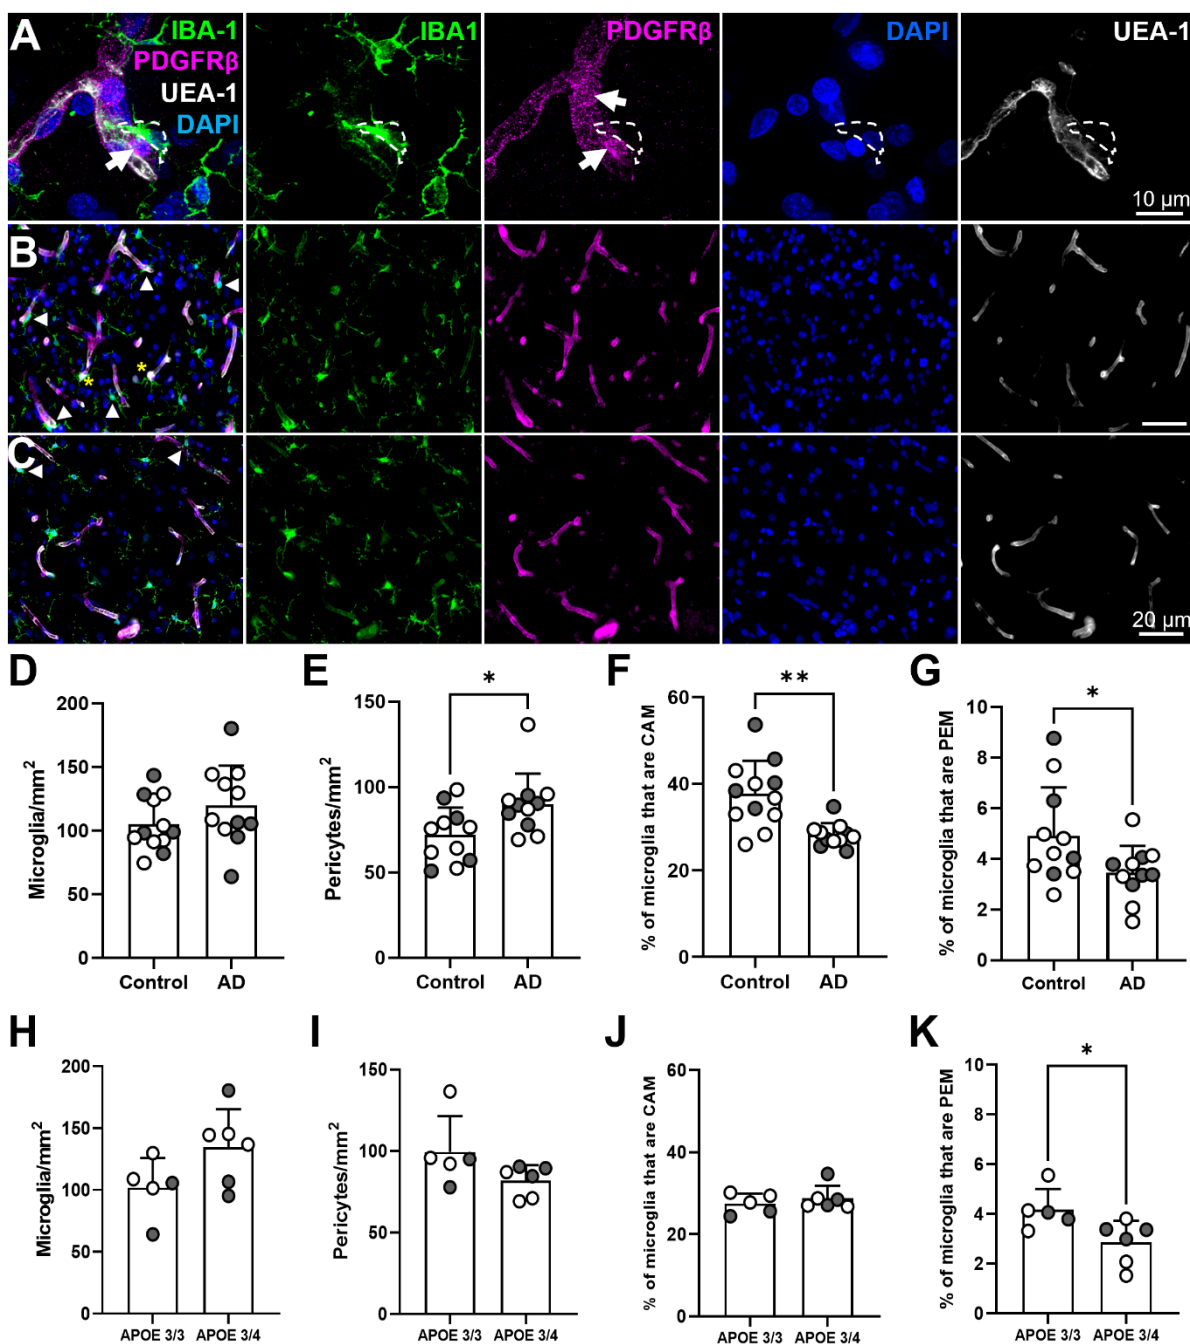 A
IBA-1
PDGFRβ
UEA-1
DAPI
IBA1
PDGFRβ
DAPI
UEA-1
10 µm
B
*
*
C
20 µm
D
Microglia/mm²
200
150
100
50
0
Control
AD
E
Pericytes/mm²
150
100
50
0
*
Control
AD
F
% of microglia that are CAM
60
40
20
0
**
Control
AD
G
% of microglia that are PEM
10
8
6
4
2
0
*
Control
AD
H
Microglia/mm²
200
150
100
50
0
APOE 3/3
APOE 3/4
I
Pericytes/mm²
150
100
50
0
APOE 3/3
APOE 3/4
J
% of microglia that are CAM
60
40
20
0
APOE 3/3
APOE 3/4
K
% of microglia that are PEM
10
8
6
4
2
0
*
APOE 3/3
APOE 3/4